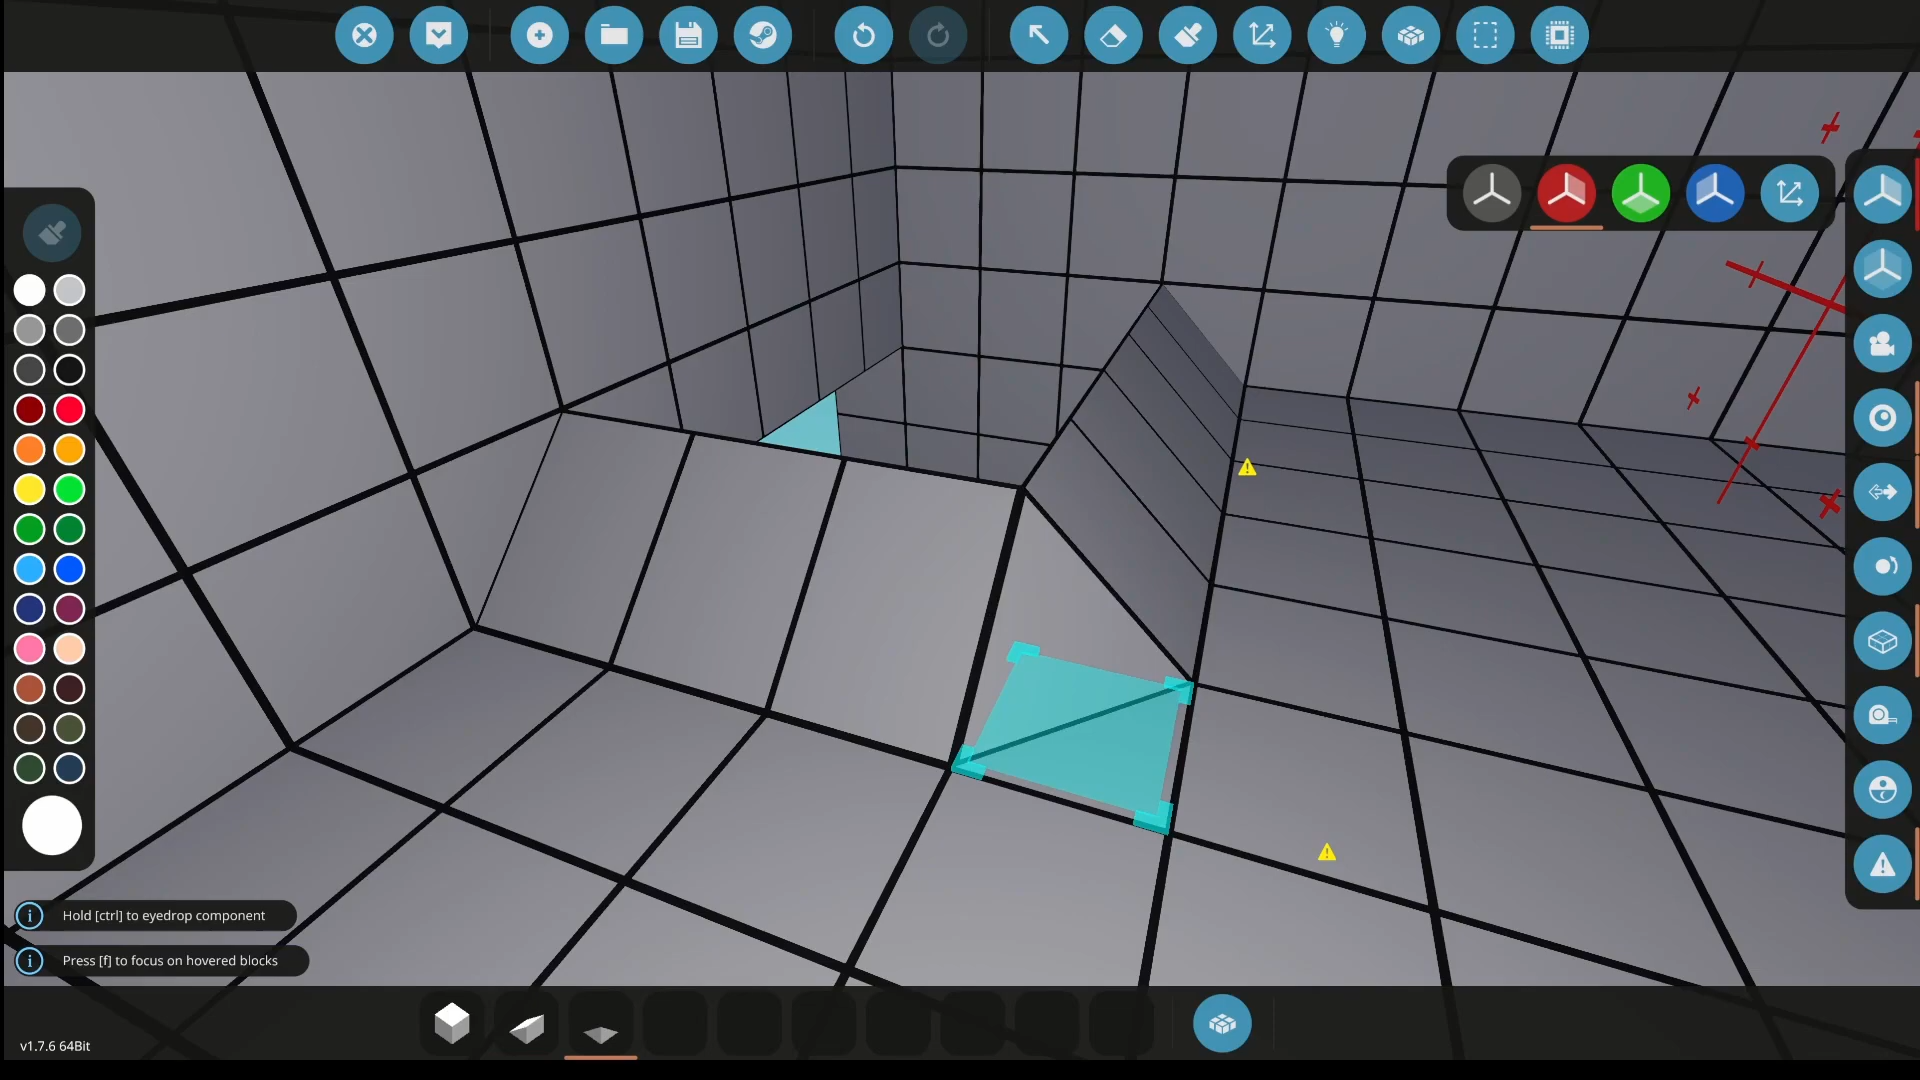 Hold [ctrl] to eyedrop component
Press [f] to focus on hovered blocks
v1.7.6 64Bit